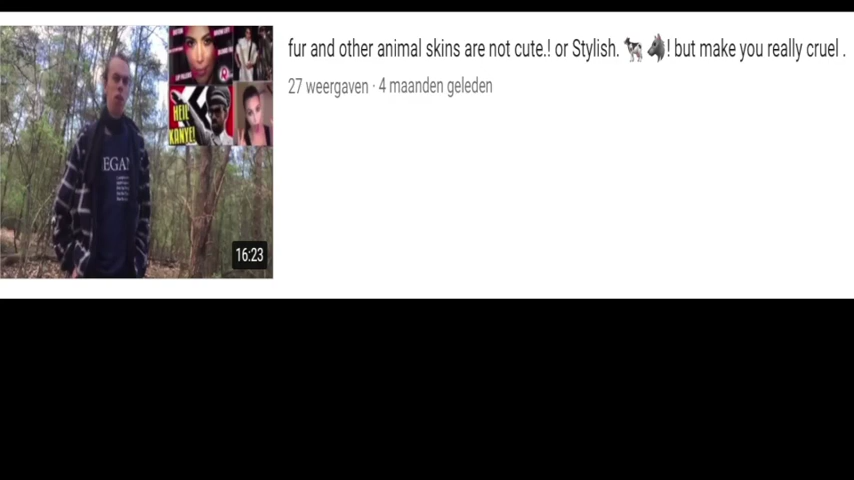 fur and other animal skins are not cute.! or Stylish. 🐄 🐺! but make you really cruel .
27 weergaven · 4 maanden geleden
HEIL
KANYE!
EGAN
16:23